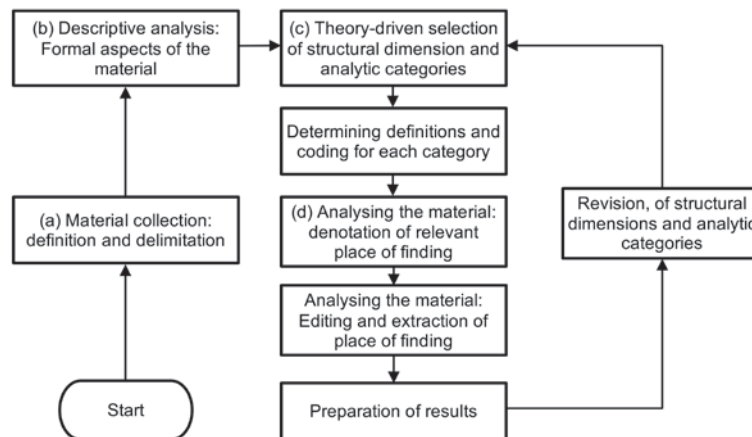 (b) Descriptive analysis:
Formal aspects of the
material
(c) Theory-driven selection
of structural dimension and
analytic categories
Determining definitions and
coding for each category
(a) Material collection:
definition and delimitation
(d) Analysing the material:
denotation of relevant
place of finding
Revision, of structural
dimensions and analytic
categories
Analysing the material:
Editing and extraction of
place of finding
Start
Preparation of results